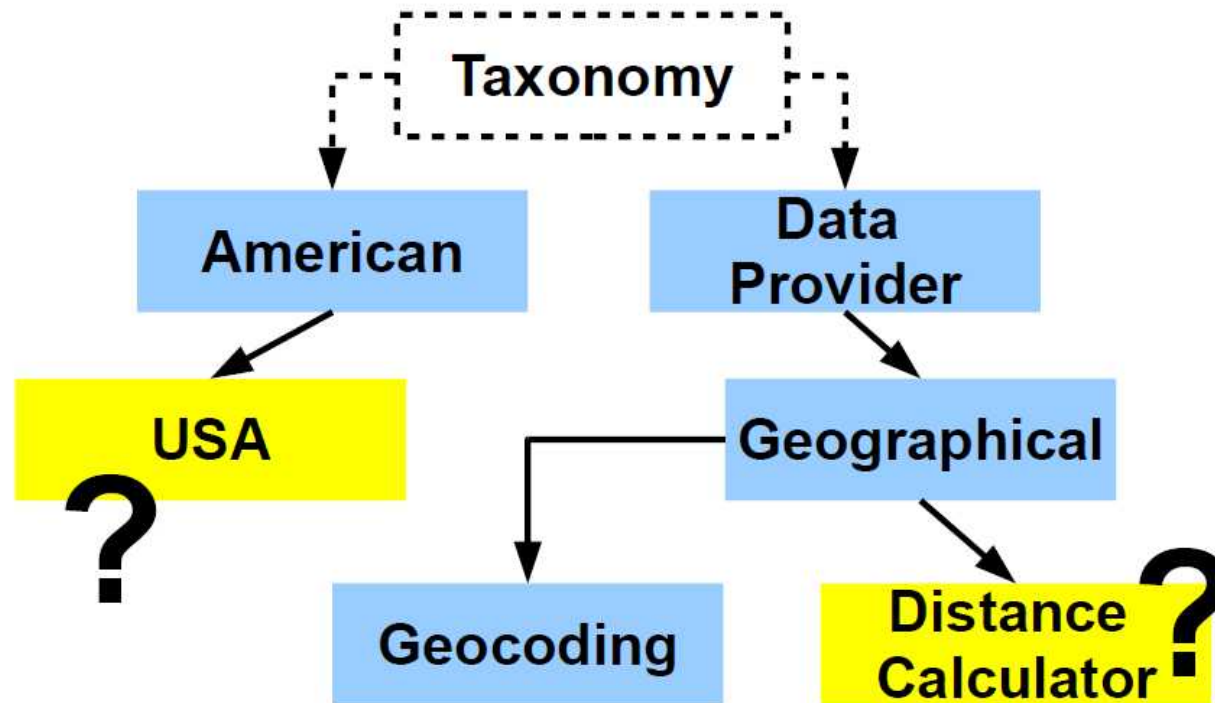 Taxonomy
American
Data
Provider
USA
Geographical
?
Geocoding
Distance
Calculator
?